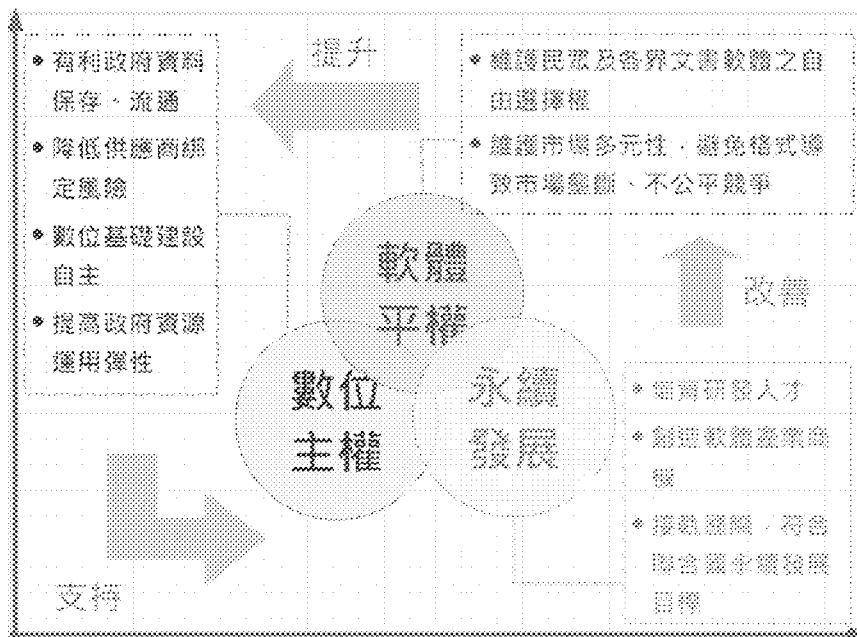 • 有利政府資料
保存、流通
• 降低供應商綁
定風險
• 數位基礎建設
自主
• 提高政府資源
運用彈性
提升
• 維護民眾及各界文書軟體之自
由選擇權
• 維護市場多元性，避免格式導
致市場壟斷、不公平競爭
軟體
平權
數位
主權
永續
發展
改善
• 培育研發人才
• 創造軟體產業商
機
• 接軌國際，符合
聯合國永續發展
目標
支持